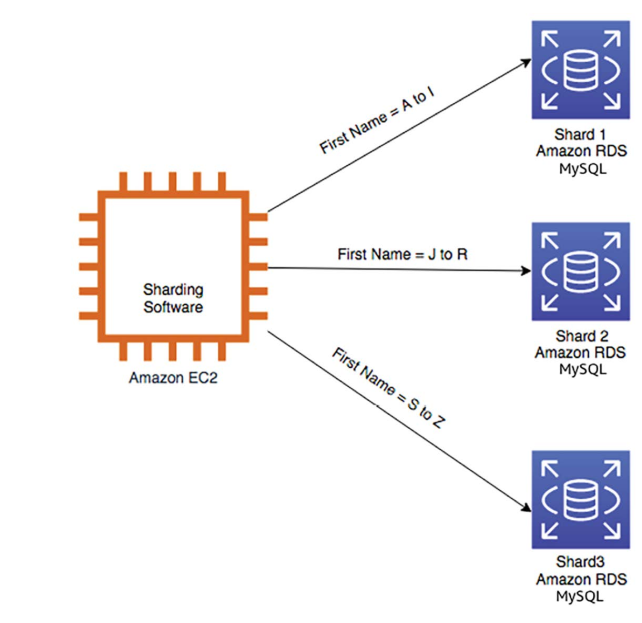 First Name = A to I
Shard 1
Amazon RDS
MySQL
First Name = J to R
Sharding
Software
Shard 2
Amazon RDS
MySQL
Amazon EC2
First Name = S to Z
Shard3
Amazon RDS
MySQL